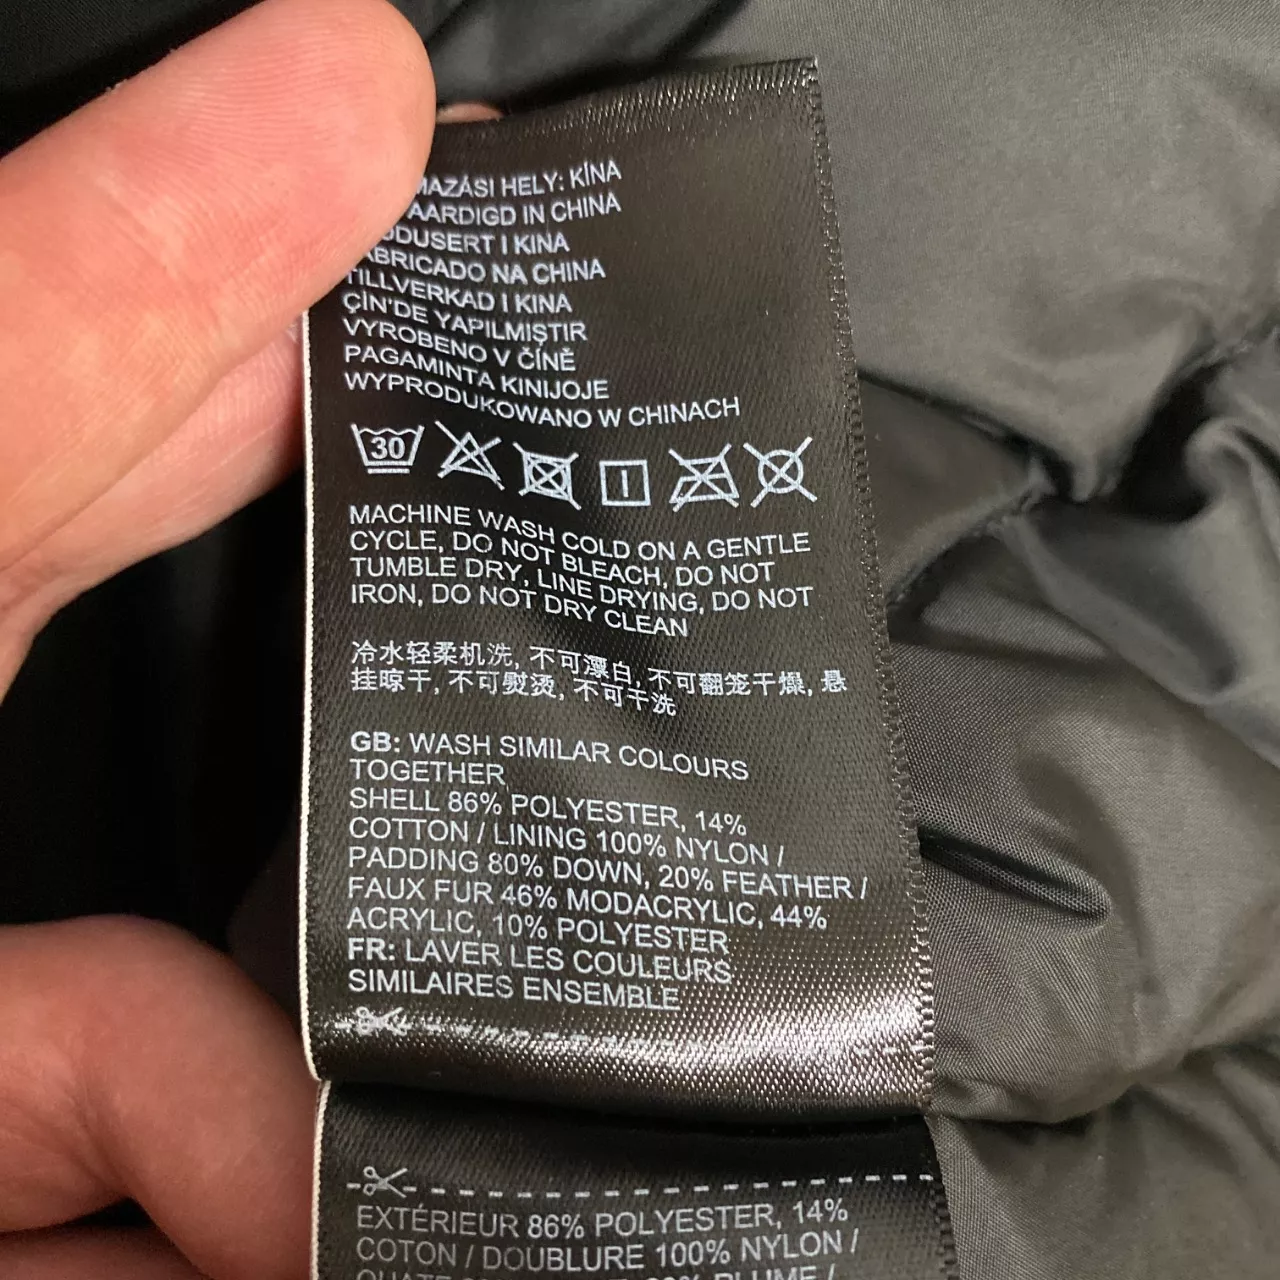 HELY: KÍNA
IN CHINA
I KINA
NA CHINA
TILLVERKAD I KINA
ÇİN'DE YAPILMIŞTIR
VYROBENO V ČÍNĚ
PAGAMINTA KINIJOJE
WYPRODUKOWANO W CHINACH
30
MACHINE WASH COLD ON A GENTLE
CYCLE, DO NOT BLEACH, DO NOT
TUMBLE DRY, LINE DRYING, DO NOT
IRON, DO NOT DRY CLEAN
冷水轻柔机洗, 不可漂白, 不可翻笼干燥, 悬
挂晾干, 不可熨烫, 不可干洗
GB: WASH SIMILAR COLOURS
TOGETHER
SHELL 86% POLYESTER, 14%
COTTON / LINING 100% NYLON /
PADDING 80% DOWN, 20% FEATHER /
FAUX FUR 46% MODACRYLIC, 44%
ACRYLIC, 10% POLYESTER
FR: LAVER LES COULEURS
SIMILAIRES ENSEMBLE
EXTÉRIEUR 86% POLYESTER, 14%
COTON / DOUBLURE 100% NYLON /
PLUME /